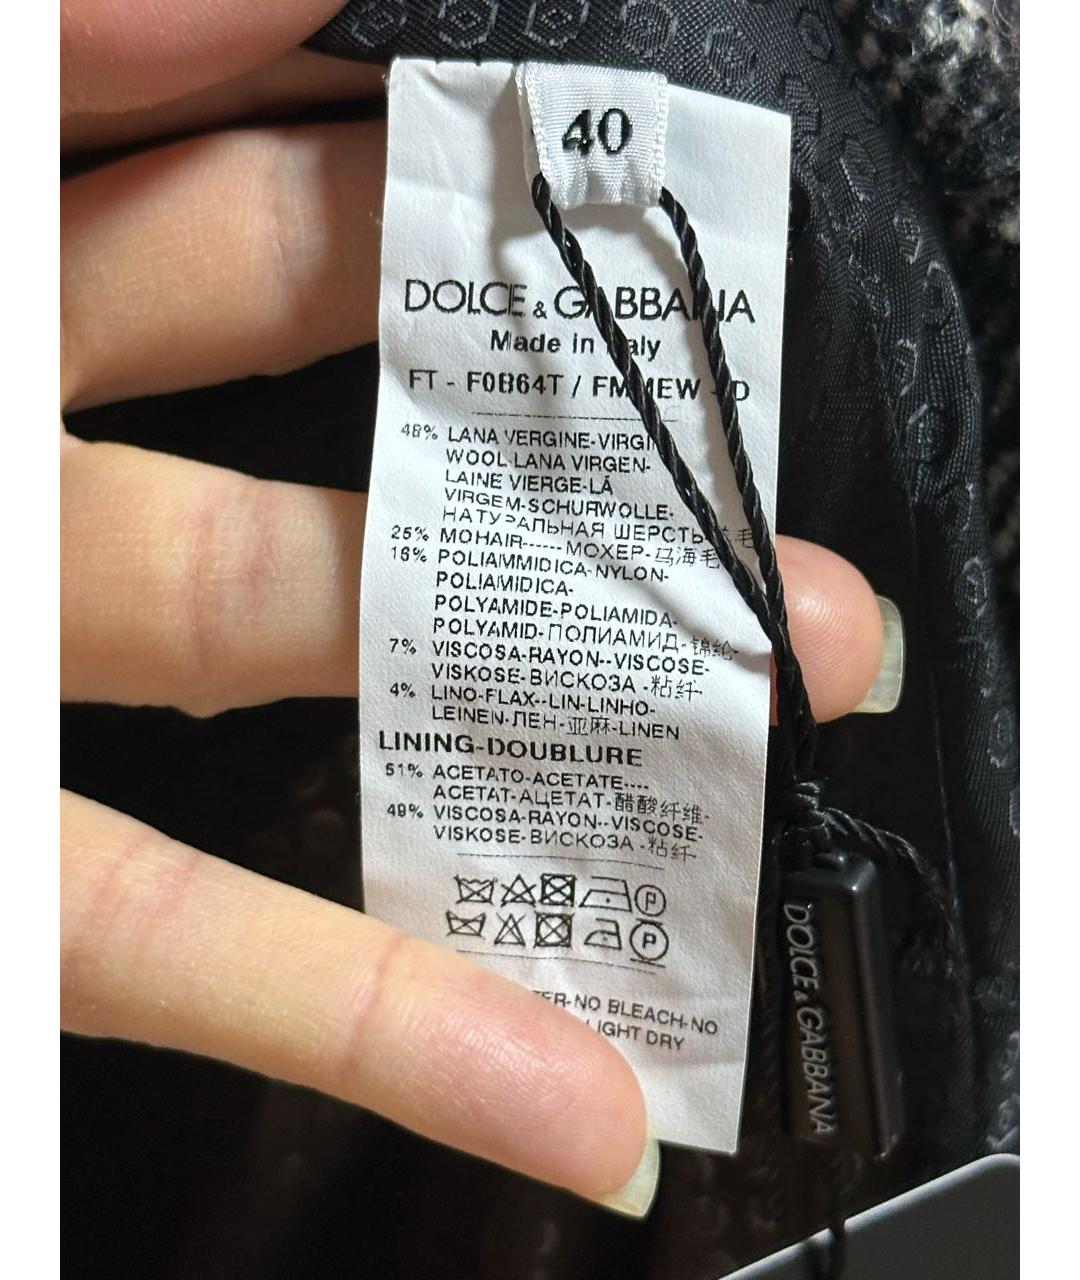 40
DOLCE & GABBANA
Made in Italy
FT - F0B64T /
48% LANA VERGINE-VIRGIN
WOOL-LANA VIRGEN-
LAINE VIERGE-LÃ
VIRGEM-SCHURWOLLE-
НАТУРАЛЬНАЯ ШЕРСТЬ-羊毛
25% MOHAIR------МОХЕР-马海毛
16% POLIAMMIDICA-NYLON-
POLIAMIDICA-
POLYAMIDE-POLIAMIDA-
POLYAMID-ПОЛИАМИД-锦纶-
7% VISCOSA-RAYON--VISCOSE-
VISKOSE-ВИСКОЗА -粘纤-
4% LINO-FLAX--LIN-LINHO-
LEINEN-ЛЕН-亚麻-LINEN
LINING-DOUBLURE
51% ACETATO-ACETATE----
ACETAT-АЦЕТАТ-醋酸纤维-
49% VISCOSA-RAYON--VISCOSE-
VISKOSE-ВИСКОЗА -粘纤-
P
P
-NO BLEACH-NO
LIGHT DRY
DOLCE & GABBANA